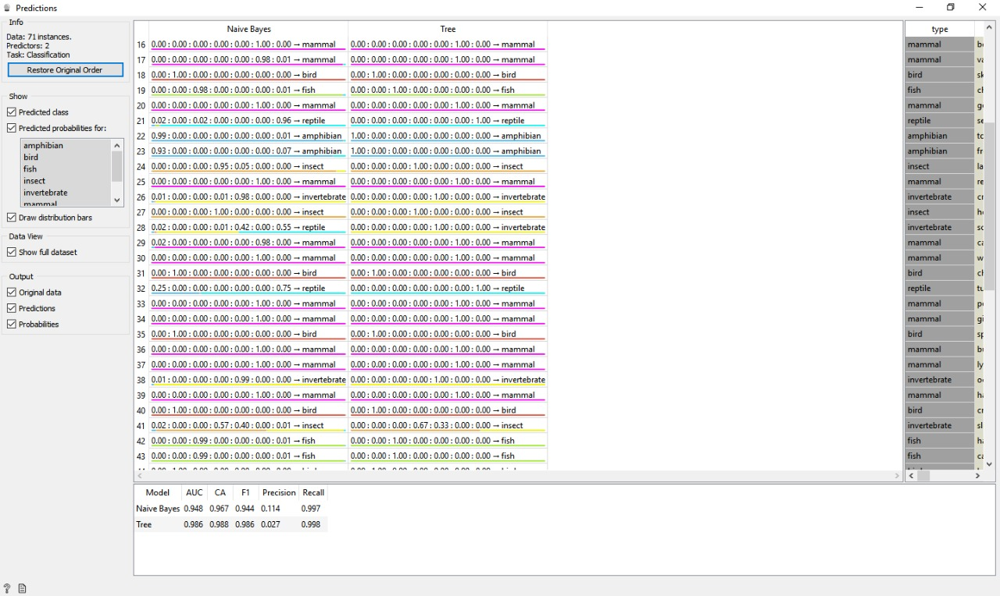 Predictions
Info
Data: 71 instances.
Predictors: 2
Task: Classification
Restore Original Order
Show
Predicted class
Predicted probabilities for:
amphibian
bird
fish
insect
invertebrate
mammal
Draw distribution bars
Data View
Show full dataset
Output
Original data
Predictions
Probabilities
Naive Bayes Tree type
16 0.00 : 0.00 : 0.00 : 0.00 : 0.00 : 1.00 : 0.00 → mammal 0.00 : 0.00 : 0.00 : 0.00 : 0.00 : 1.00 : 0.00 → mammal mammal
17 0.00 : 0.00 : 0.00 : 0.00 : 0.00 : 0.98 : 0.01 → mammal 0.00 : 0.00 : 0.00 : 0.00 : 0.00 : 1.00 : 0.00 → mammal mammal va
18 0.00 : 1.00 : 0.00 : 0.00 : 0.00 : 0.00 : 0.00 → bird 0.00 : 1.00 : 0.00 : 0.00 : 0.00 : 0.00 : 0.00 → bird bird sk
19 0.00 : 0.00 : 0.98 : 0.00 : 0.00 : 0.00 : 0.01 → fish 0.00 : 0.00 : 1.00 : 0.00 : 0.00 : 0.00 : 0.00 → fish fish
20 0.00 : 0.00 : 0.00 : 0.00 : 0.00 : 1.00 : 0.00 → mammal 0.00 : 0.00 : 0.00 : 0.00 : 0.00 : 1.00 : 0.00 → mammal mammal
21 0.02 : 0.00 : 0.02 : 0.00 : 0.00 : 0.00 : 0.96 → reptile 0.00 : 0.00 : 0.00 : 0.00 : 0.00 : 0.00 : 1.00 → reptile reptile se
22 0.99 : 0.00 : 0.00 : 0.00 : 0.00 : 0.00 : 0.01 → amphibian 1.00 : 0.00 : 0.00 : 0.00 : 0.00 : 0.00 : 0.00 → amphibian amphibian
23 0.93 : 0.00 : 0.00 : 0.00 : 0.00 : 0.00 : 0.07 → amphibian 1.00 : 0.00 : 0.00 : 0.00 : 0.00 : 0.00 : 0.00 → amphibian amphibian fr
24 0.00 : 0.00 : 0.00 : 0.95 : 0.05 : 0.00 : 0.00 → insect 0.00 : 0.00 : 0.00 : 1.00 : 0.00 : 0.00 : 0.00 → insect insect la
25 0.00 : 0.00 : 0.00 : 0.00 : 0.00 : 1.00 : 0.00 → mammal 0.00 : 0.00 : 0.00 : 0.00 : 0.00 : 1.00 : 0.00 → mammal mammal re
26 0.01 : 0.00 : 0.00 : 0.01 : 0.98 : 0.00 : 0.00 → invertebrate 0.00 : 0.00 : 0.00 : 0.00 : 1.00 : 0.00 : 0.00 → invertebrate invertebrate
27 0.00 : 0.00 : 0.00 : 1.00 : 0.00 : 0.00 : 0.00 → insect 0.00 : 0.00 : 0.00 : 1.00 : 0.00 : 0.00 : 0.00 → insect insect
28 0.02 : 0.00 : 0.00 : 0.01 : 0.42 : 0.00 : 0.55 → reptile 0.00 : 0.00 : 0.00 : 0.00 : 1.00 : 0.00 : 0.00 → invertebrate invertebrate
29 0.02 : 0.00 : 0.00 : 0.00 : 0.00 : 0.98 : 0.00 → mammal 0.00 : 0.00 : 0.00 : 0.00 : 0.00 : 1.00 : 0.00 → mammal mammal ca
30 0.00 : 0.00 : 0.00 : 0.00 : 0.00 : 1.00 : 0.00 → mammal 0.00 : 0.00 : 0.00 : 0.00 : 0.00 : 1.00 : 0.00 → mammal mammal
31 0.00 : 1.00 : 0.00 : 0.00 : 0.00 : 0.00 : 0.00 → bird 0.00 : 1.00 : 0.00 : 0.00 : 0.00 : 0.00 : 0.00 → bird bird
32 0.25 : 0.00 : 0.00 : 0.00 : 0.00 : 0.00 : 0.75 → reptile 0.00 : 0.00 : 0.00 : 0.00 : 0.00 : 0.00 : 1.00 → reptile reptile
33 0.00 : 0.00 : 0.00 : 0.00 : 0.00 : 1.00 : 0.00 → mammal 0.00 : 0.00 : 0.00 : 0.00 : 0.00 : 1.00 : 0.00 → mammal mammal
34 0.00 : 0.00 : 0.00 : 0.00 : 0.00 : 1.00 : 0.00 → mammal 0.00 : 0.00 : 0.00 : 0.00 : 0.00 : 1.00 : 0.00 → mammal mammal gi
35 0.00 : 1.00 : 0.00 : 0.00 : 0.00 : 0.00 : 0.00 → bird 0.00 : 1.00 : 0.00 : 0.00 : 0.00 : 0.00 : 0.00 → bird bird sp
36 0.00 : 0.00 : 0.00 : 0.00 : 0.00 : 1.00 : 0.00 → mammal 0.00 : 0.00 : 0.00 : 0.00 : 0.00 : 1.00 : 0.00 → mammal mammal
37 0.00 : 0.00 : 0.00 : 0.00 : 0.00 : 1.00 : 0.00 → mammal 0.00 : 0.00 : 0.00 : 0.00 : 0.00 : 1.00 : 0.00 → mammal mammal ly
38 0.01 : 0.00 : 0.00 : 0.00 : 0.99 : 0.00 : 0.00 → invertebrate 0.00 : 0.00 : 0.00 : 0.00 : 1.00 : 0.00 : 0.00 → invertebrate invertebrate
39 0.00 : 0.00 : 0.00 : 0.00 : 0.00 : 1.00 : 0.00 → mammal 0.00 : 0.00 : 0.00 : 0.00 : 0.00 : 1.00 : 0.00 → mammal mammal
40 0.00 : 1.00 : 0.00 : 0.00 : 0.00 : 0.00 : 0.00 → bird 0.00 : 1.00 : 0.00 : 0.00 : 0.00 : 0.00 : 0.00 → bird bird
41 0.02 : 0.00 : 0.00 : 0.57 : 0.40 : 0.00 : 0.01 → insect 0.00 : 0.00 : 0.00 : 0.67 : 0.33 : 0.00 : 0.00 → insect invertebrate sl
42 0.00 : 0.00 : 0.99 : 0.00 : 0.00 : 0.00 : 0.01 → fish 0.00 : 0.00 : 1.00 : 0.00 : 0.00 : 0.00 : 0.00 → fish fish
43 0.00 : 0.00 : 0.99 : 0.00 : 0.00 : 0.00 : 0.01 → fish 0.00 : 0.00 : 1.00 : 0.00 : 0.00 : 0.00 : 0.00 → fish fish ca
Model AUC CA F1 Precision Recall
Naive Bayes 0.948 0.967 0.944 0.114 0.997
Tree 0.986 0.988 0.986 0.027 0.998